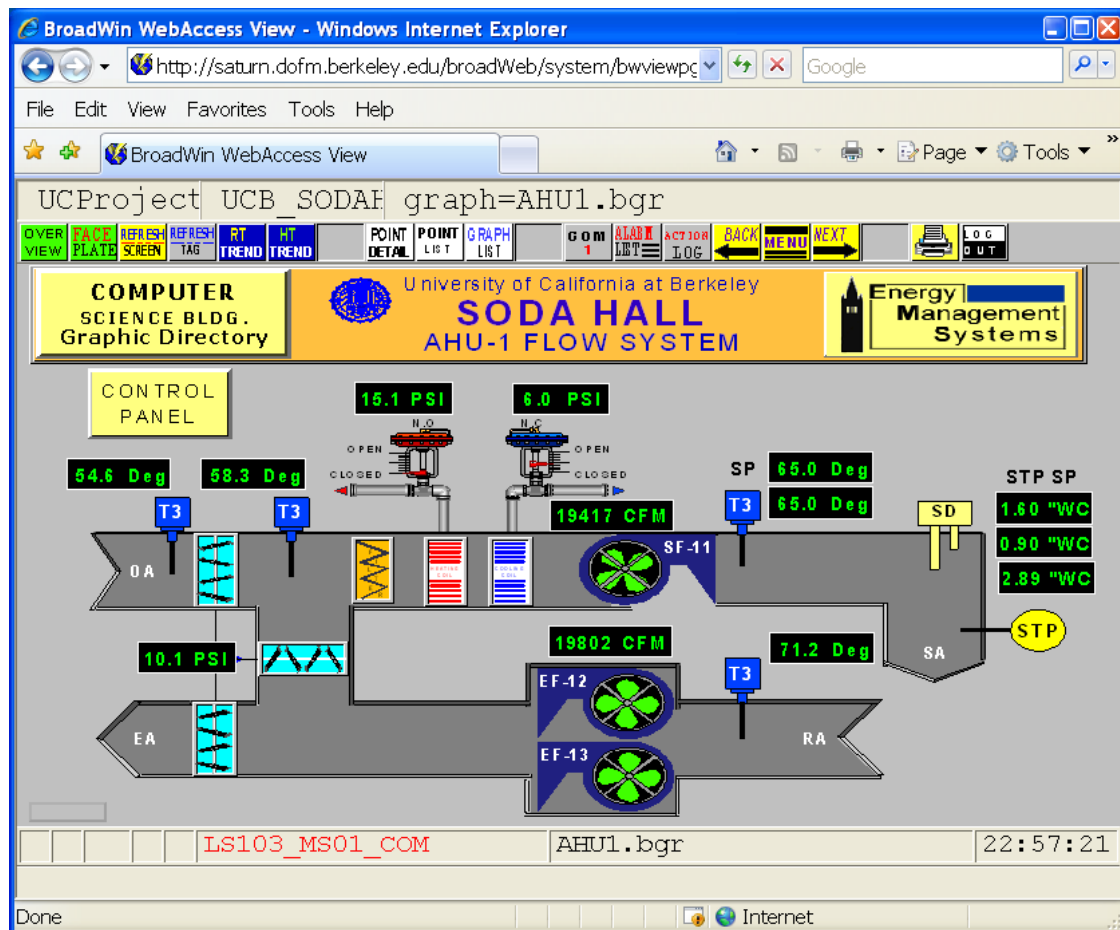 BroadWin WebAccess View - Windows Internet Explorer
http://saturn.dofm.berkeley.edu/broadWeb/system/bwviewpg
Google
File Edit View Favorites Tools Help
BroadWin WebAccess View
Page Tools »
UCProject UCB_SODAH graph=AHU1.bgr
OVER VIEW
FACE PLATE
REFRESH SCREEN
REFRESH TAG
RT TREND
HT TREND
POINT DETAIL
POINT LIST
GRAPH LIST
COM 1
ALARM
ACTION LOG
BACK
MENU
NEXT
LOG OUT
COMPUTER
SCIENCE BLDG.
Graphic Directory
University of California at Berkeley
SODA HALL
AHU-1 FLOW SYSTEM
Energy
Management
Systems
CONTROL
PANEL
15.1 PSI
6.0 PSI
N.O
N.C
OPEN
CLOSED
OPEN
CLOSED
54.6 Deg
58.3 Deg
SP
65.0 Deg
65.0 Deg
STP SP
1.60 "WC
0.90 "WC
2.89 "WC
T3
T3
T3
19417 CFM
SD
OA
HEATING
COIL
COOLING
COIL
SF-11
STP
SA
10.1 PSI
19802 CFM
71.2 Deg
T3
EF-12
EF-13
EA
RA
LS103_MS01_COM
AHU1.bgr
22:57:21
Done
Internet